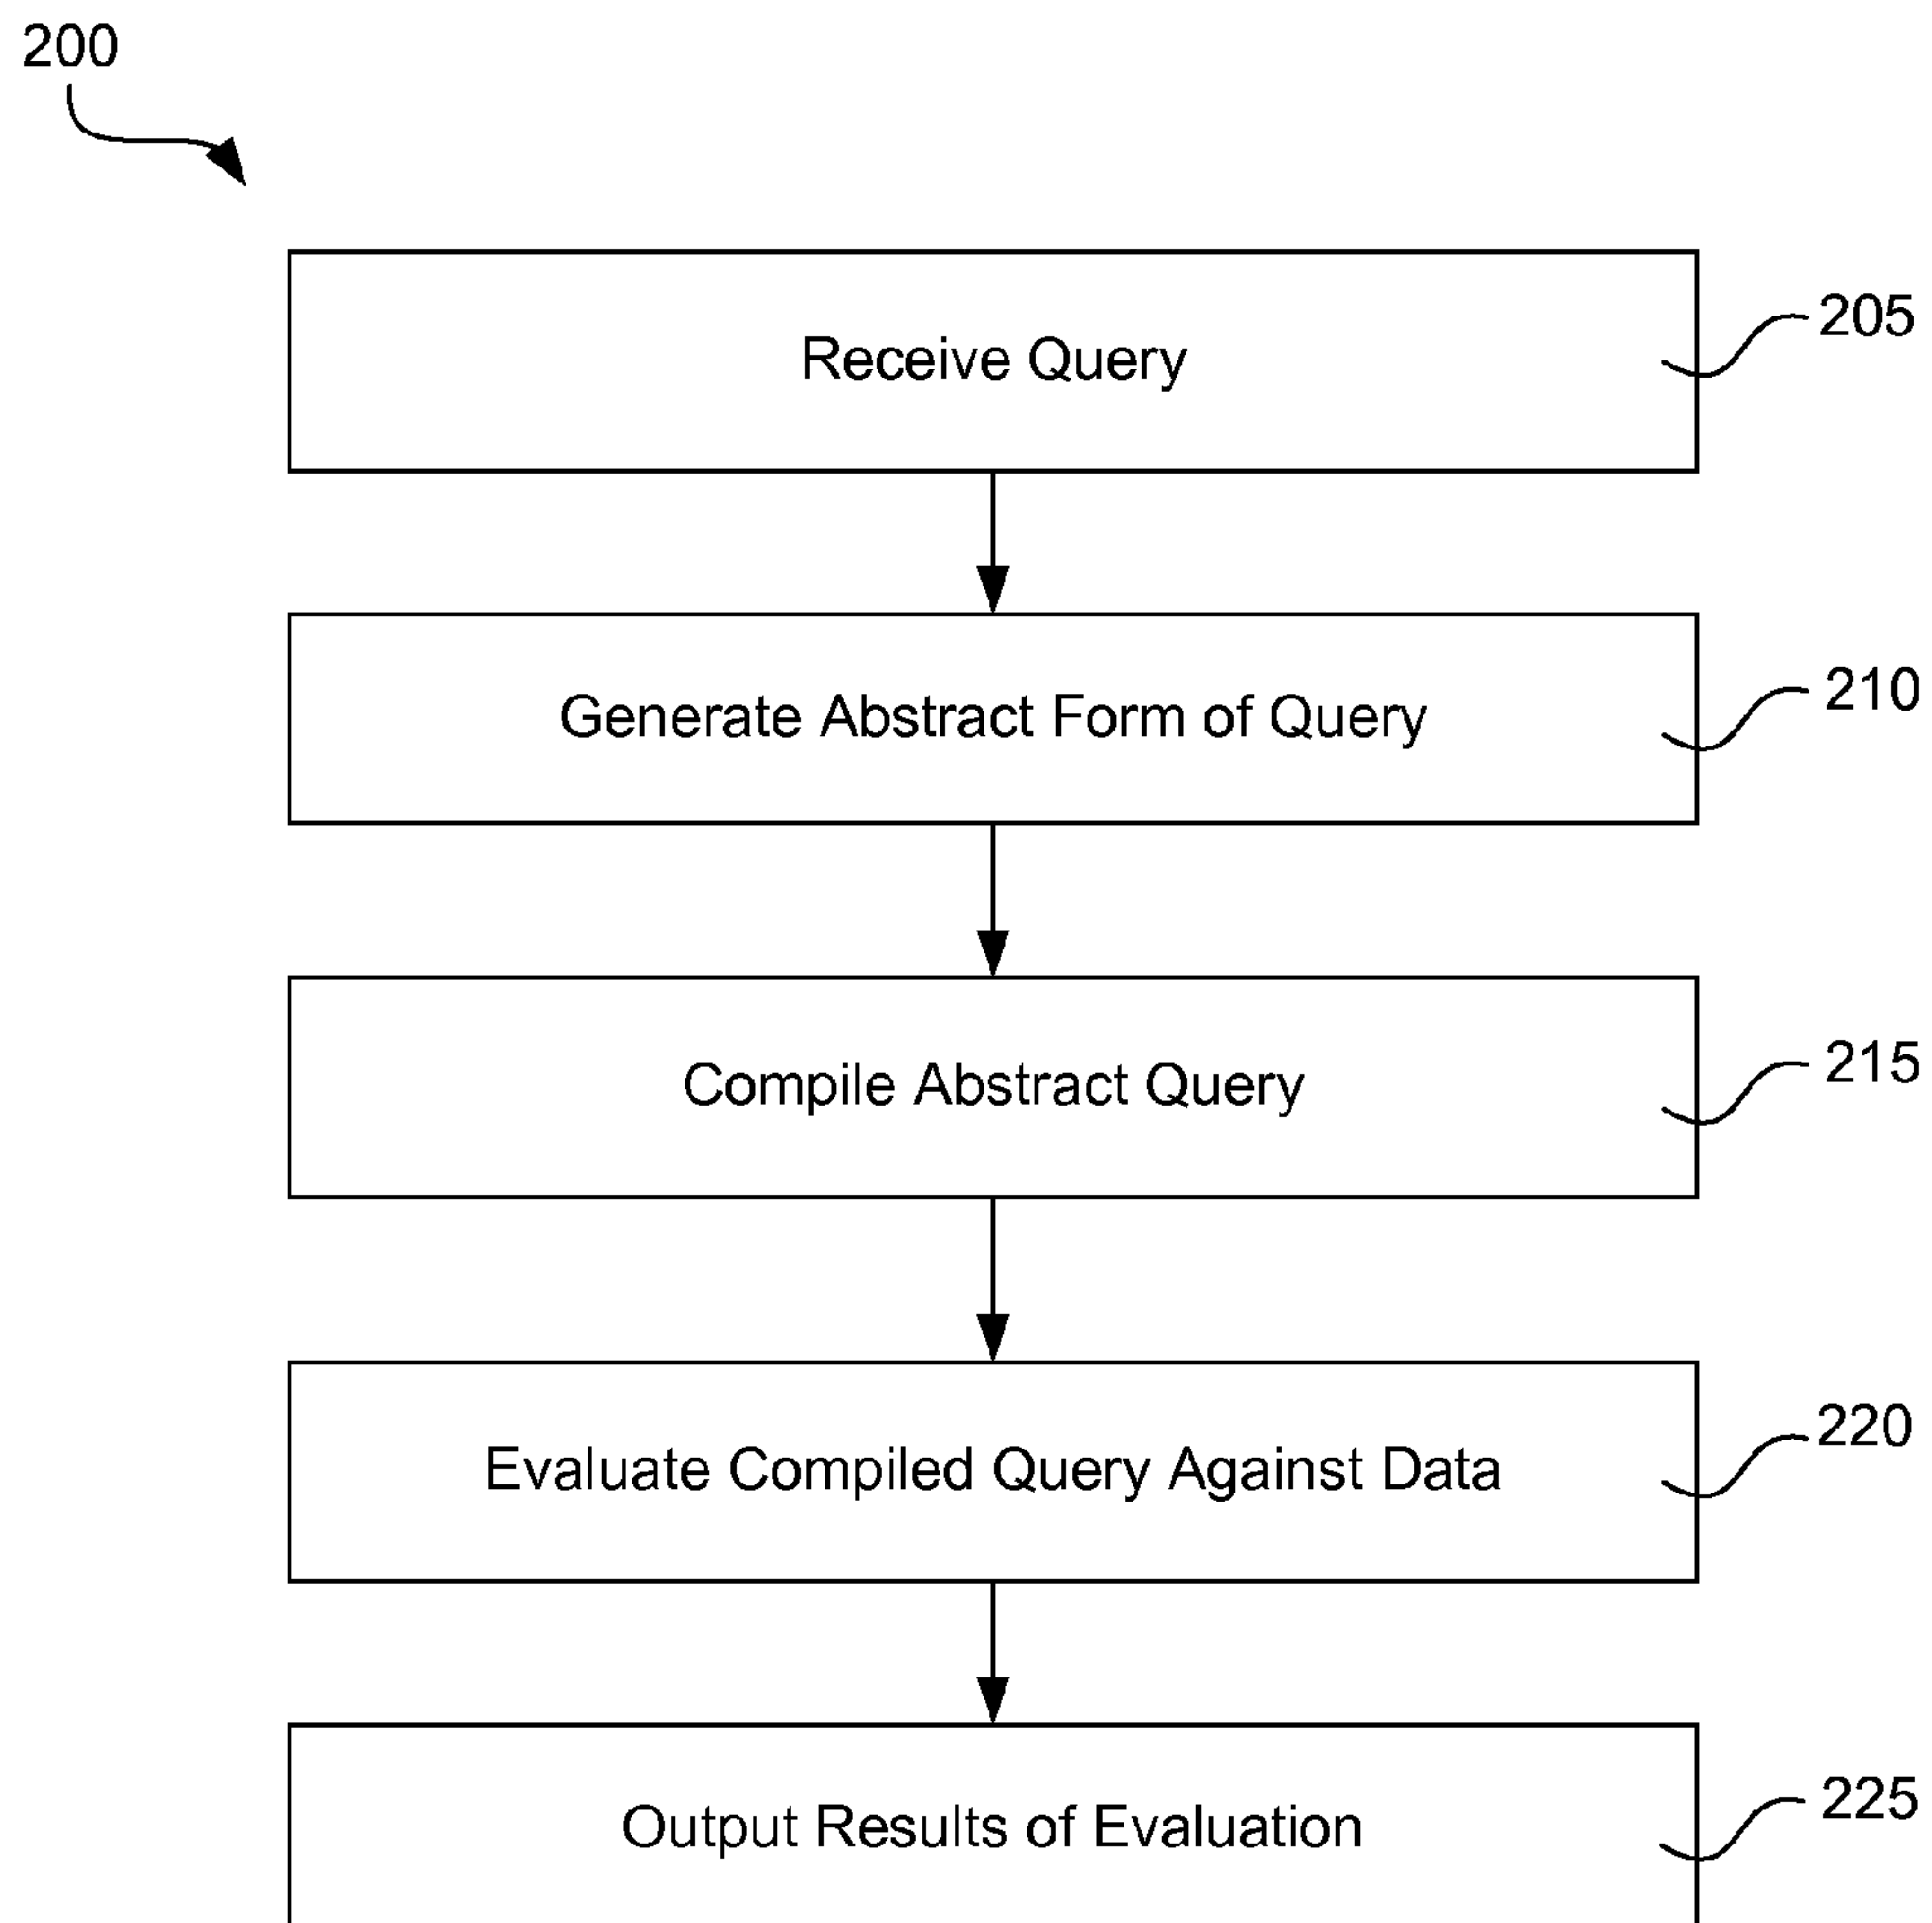 200
Receive Query
205
Generate Abstract Form of Query
210
Compile Abstract Query
215
Evaluate Compiled Query Against Data
220
Output Results of Evaluation
225